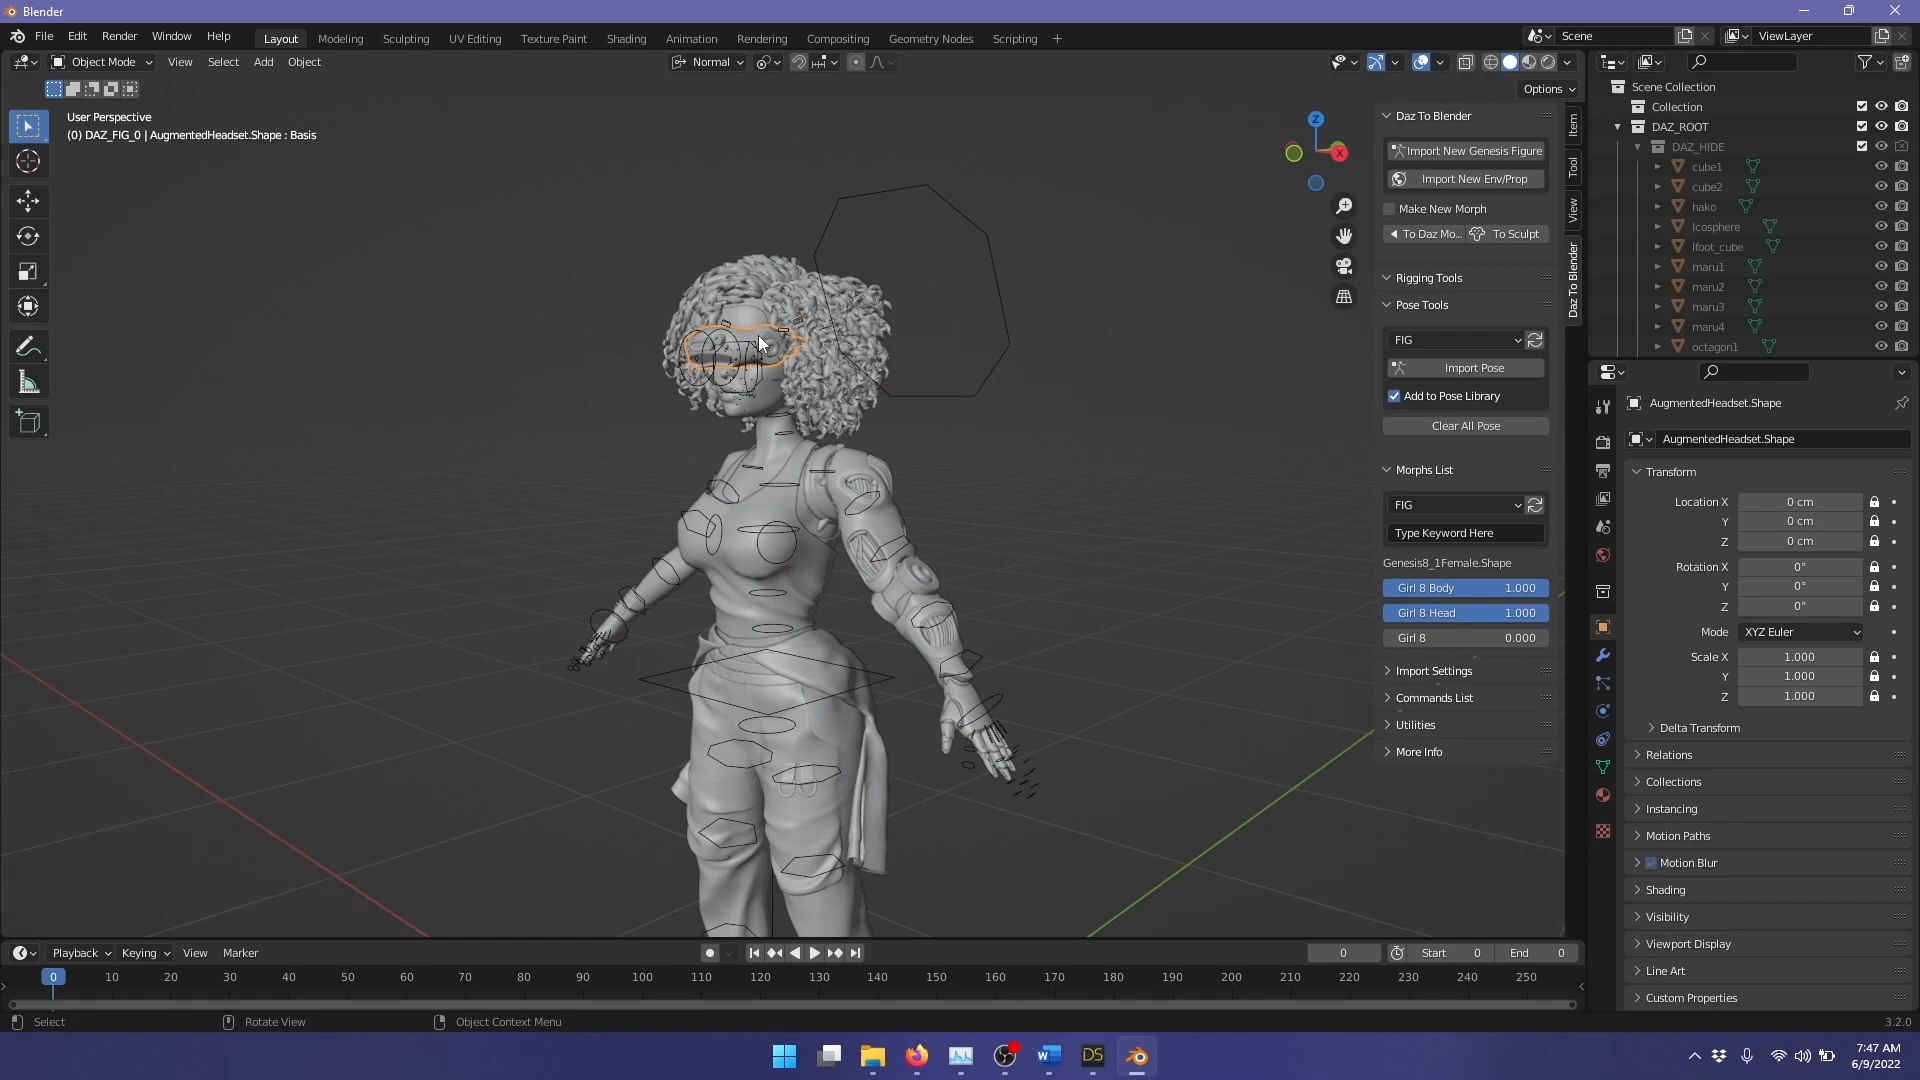 Blender
File Edit Render Window Help Layout Modeling Sculpting UV Editing Texture Paint Shading Animation Rendering Compositing Geometry Nodes Scripting + Scene ViewLayer
Object Mode View Select Add Object Normal
Options
User Perspective
(0) DAZ_FIG_0 | AugmentedHeadset.Shape : Basis
Z
X
Daz To Blender
Import New Genesis Figure
Import New Env/Prop
Make New Morph
To Daz Mo... To Sculpt
Rigging Tools
Pose Tools
FIG
Import Pose
Add to Pose Library
Clear All Pose
Morphs List
FIG
Type Keyword Here
Genesis8_1Female.Shape
Girl 8 Body 1.000
Girl 8 Head 1.000
Girl 8 0.000
Import Settings
Commands List
Utilities
More Info
Item
Tool
View
Daz To Blender
Scene Collection
Collection
DAZ_ROOT
DAZ_HIDE
cube1
cube2
hako
Icosphere
lfoot_cube
maru1
maru2
maru3
maru4
octagon1
AugmentedHeadset.Shape
AugmentedHeadset.Shape
Transform
Location X 0 cm
Y 0 cm
Z 0 cm
Rotation X 0°
Y 0°
Z 0°
Mode XYZ Euler
Scale X 1.000
Y 1.000
Z 1.000
Delta Transform
Relations
Collections
Instancing
Motion Paths
Motion Blur
Shading
Visibility
Viewport Display
Line Art
Custom Properties
Playback Keying View Marker 0 Start 0 End 0
0 10 20 30 40 50 60 70 80 90 100 110 120 130 140 150 160 170 180 190 200 210 220 230 240 250
Select Rotate View Object Context Menu 3.2.0
W DS
7:47 AM
6/9/2022